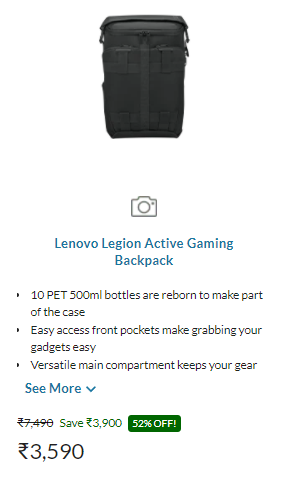 Lenovo Legion Active Gaming
Backpack
• 10 PET 500ml bottles are reborn to make part
of the case
• Easy access front pockets make grabbing your
gadgets easy
• Versatile main compartment keeps your gear
See More
₹7,490 Save ₹3,900 52% OFF!
₹3,590